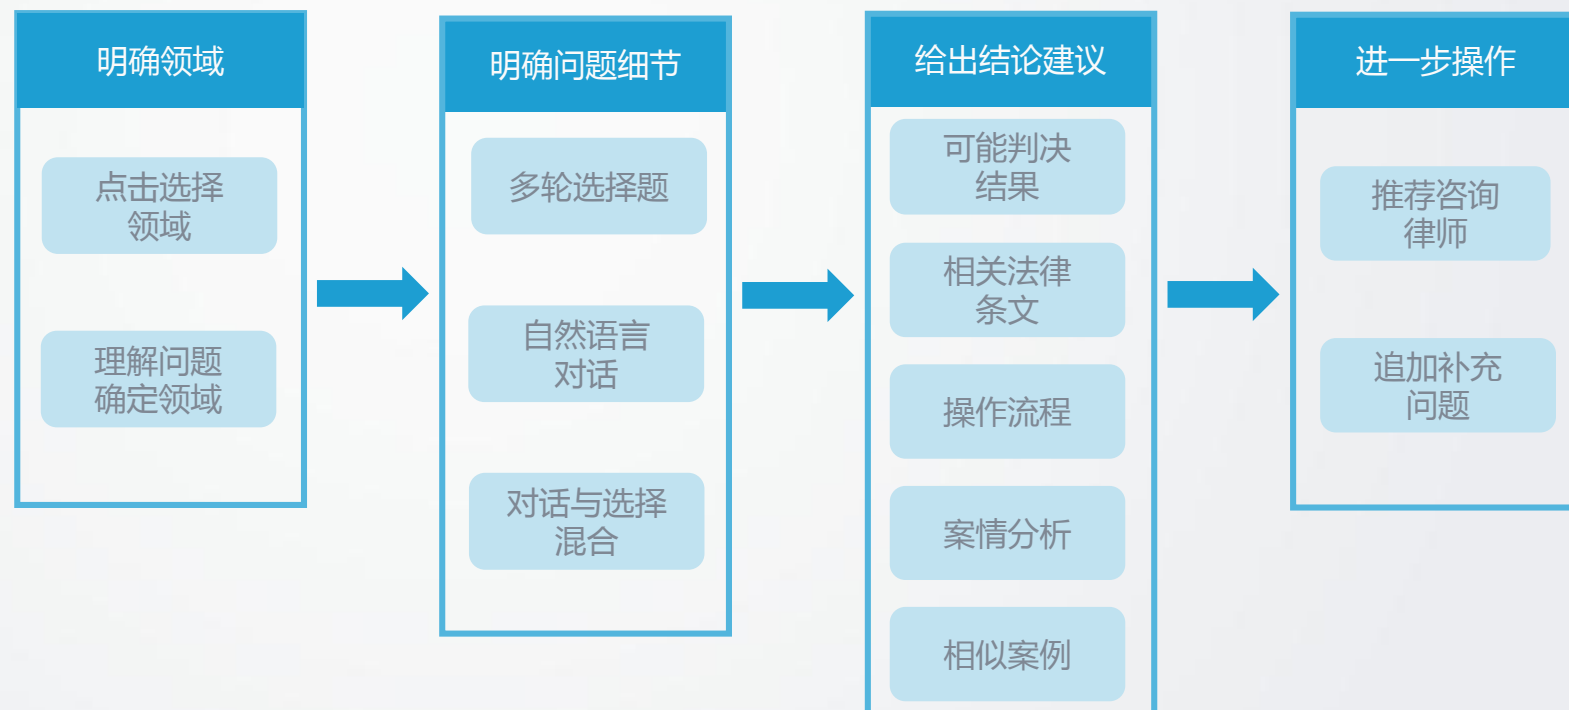 明确领域
点击选择
领域
理解问题
确定领域
明确问题细节
多轮选择题
自然语言
对话
对话与选择
混合
给出结论建议
可能判决
结果
相关法律
条文
操作流程
案情分析
相似案例
进一步操作
推荐咨询
律师
追加补充
问题